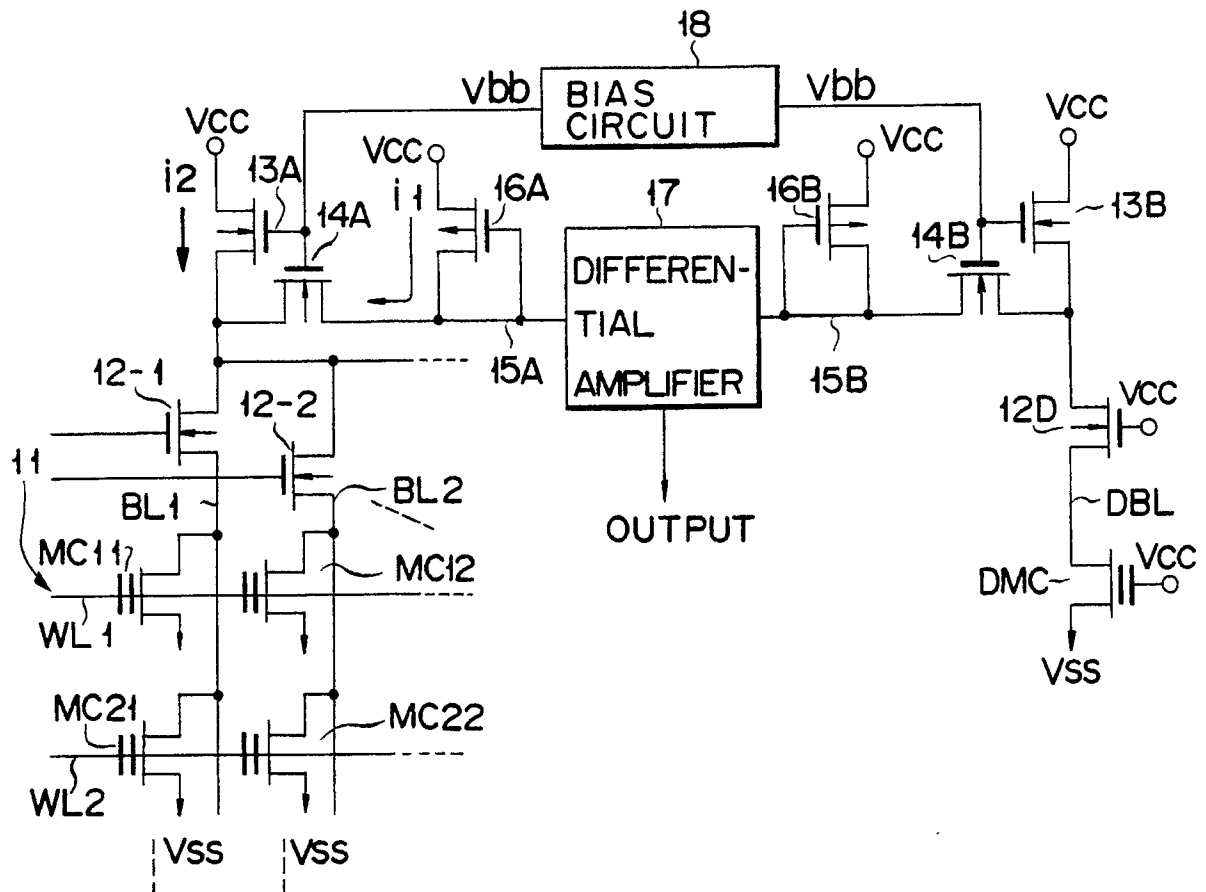 18
Vbb
BIAS
CIRCUIT
Vbb
VCC
i2
13A
14A
VCC
i1
16A
17
16B
VCC
14B
VCC
13B
DIFFEREN-
TIAL
AMPLIFIER
15A
15B
12-1
12-2
12D
VCC
11
BL1
BL2
OUTPUT
DBL
MC11
MC12
DMC
VCC
WL1
VSS
MC21
MC22
WL2
VSS
VSS